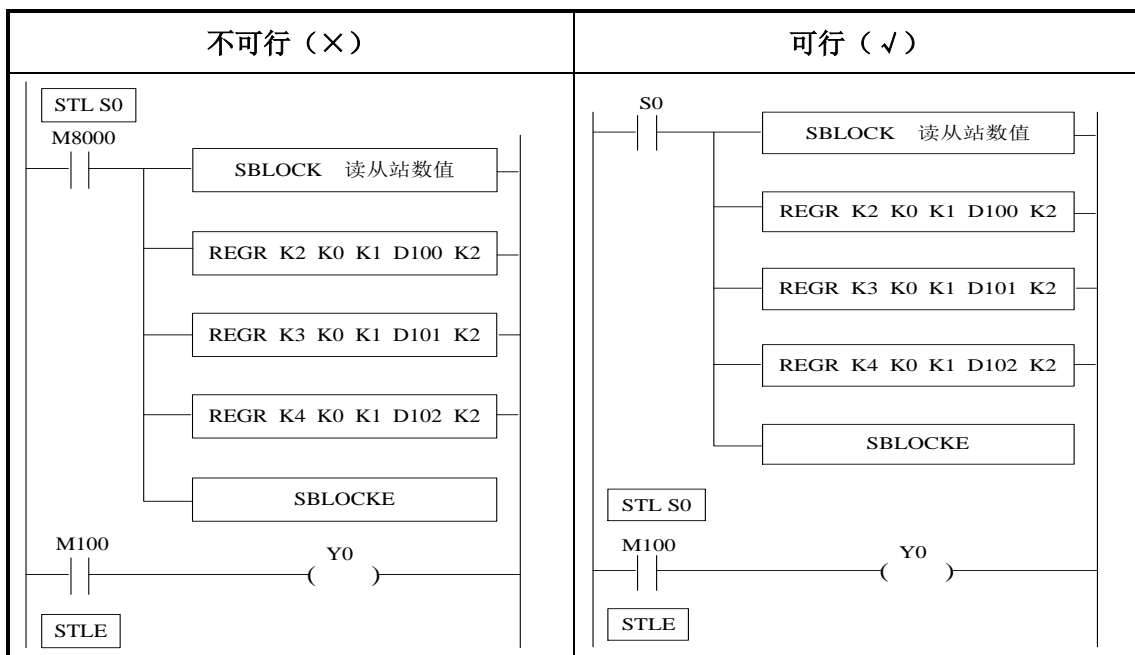 不可行（×）
可行（√）
STL S0
M8000
SBLOCK 读从站数值
REGR K2 K0 K1 D100 K2
REGR K3 K0 K1 D101 K2
REGR K4 K0 K1 D102 K2
SBLOCKE
M100
Y0
( )
STLE
S0
SBLOCK 读从站数值
REGR K2 K0 K1 D100 K2
REGR K3 K0 K1 D101 K2
REGR K4 K0 K1 D102 K2
SBLOCKE
STL S0
M100
Y0
( )
STLE